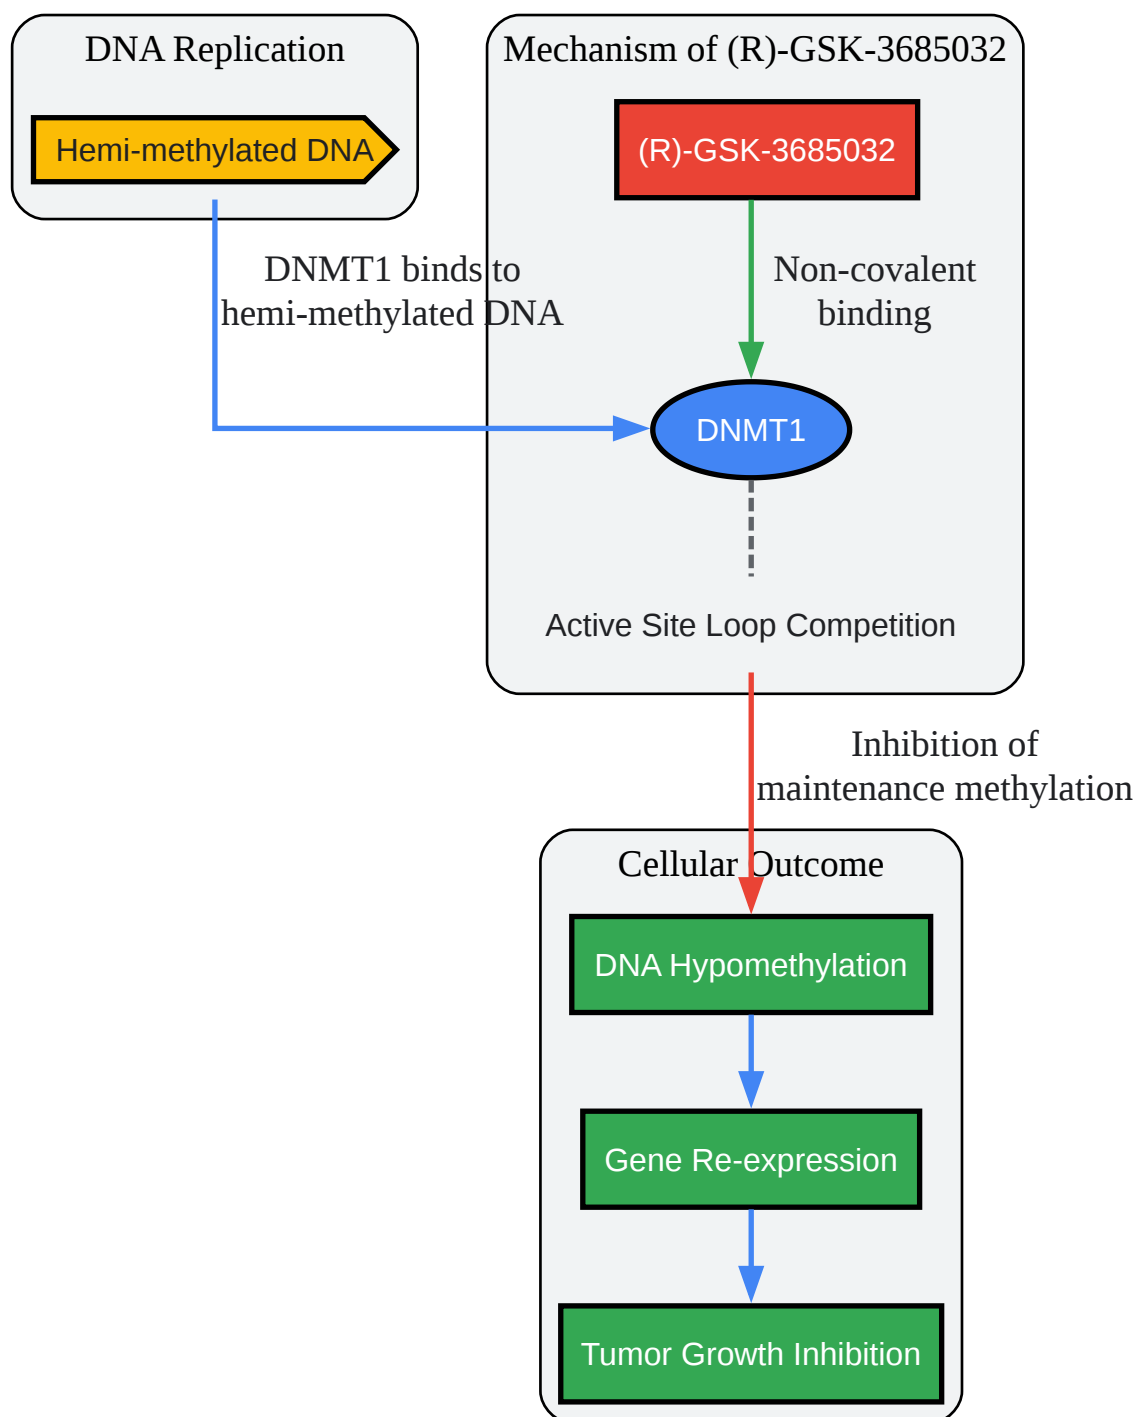 DNA Replication
Hemi-methylated DNA
Mechanism of (R)-GSK-3685032
(R)-GSK-3685032
DNMT1 binds to
hemi-methylated DNA
Non-covalent
binding
DNMT1
Active Site Loop Competition
Inhibition of
maintenance methylation
Cellular Outcome
DNA Hypomethylation
Gene Re-expression
Tumor Growth Inhibition